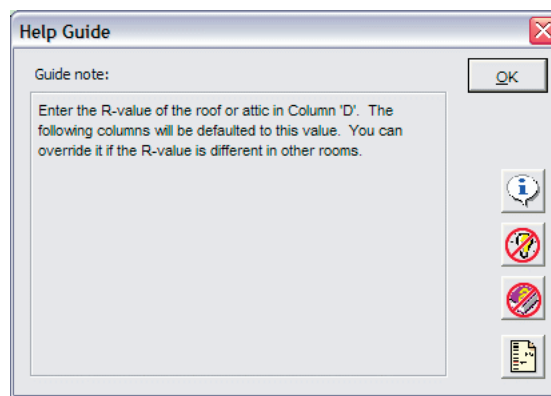 Help Guide
Guide note:
OK
Enter the R-value of the roof or attic in Column 'D'.  The
following columns will be defaulted to this value.  You can
override it if the R-value is different in other rooms.